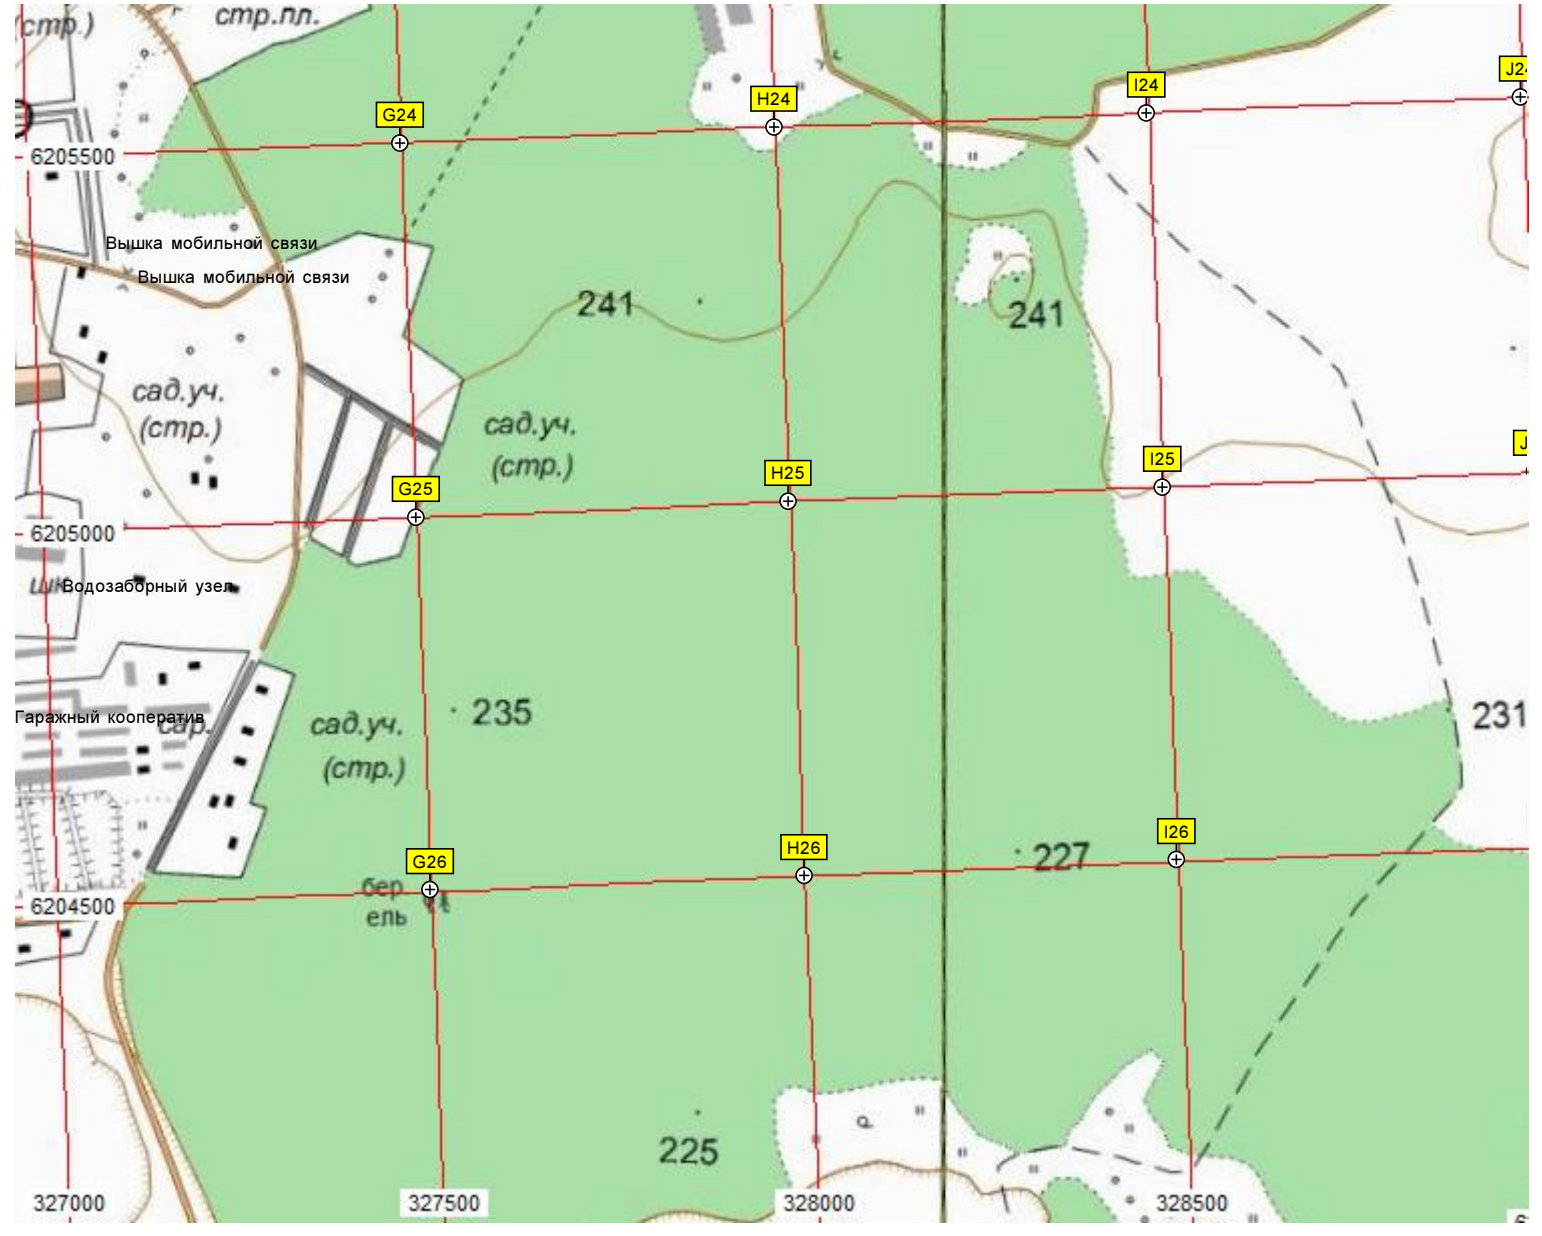 стр.)
стр.пл.
J24
I24
H24
G24
6205500
Вышка мобильной связи
Вышка мобильной связи
241
241
сад.уч.
(стр.)
сад.уч.
(стр.)
I25
H25
G25
6205000
шк.
Водозаборный узел
235
231
Гаражный кооператив
сар.
сад.уч.
(стр.)
I26
H26
227
G26
бер.
ель
6204500
225
327000
327500
328000
328500